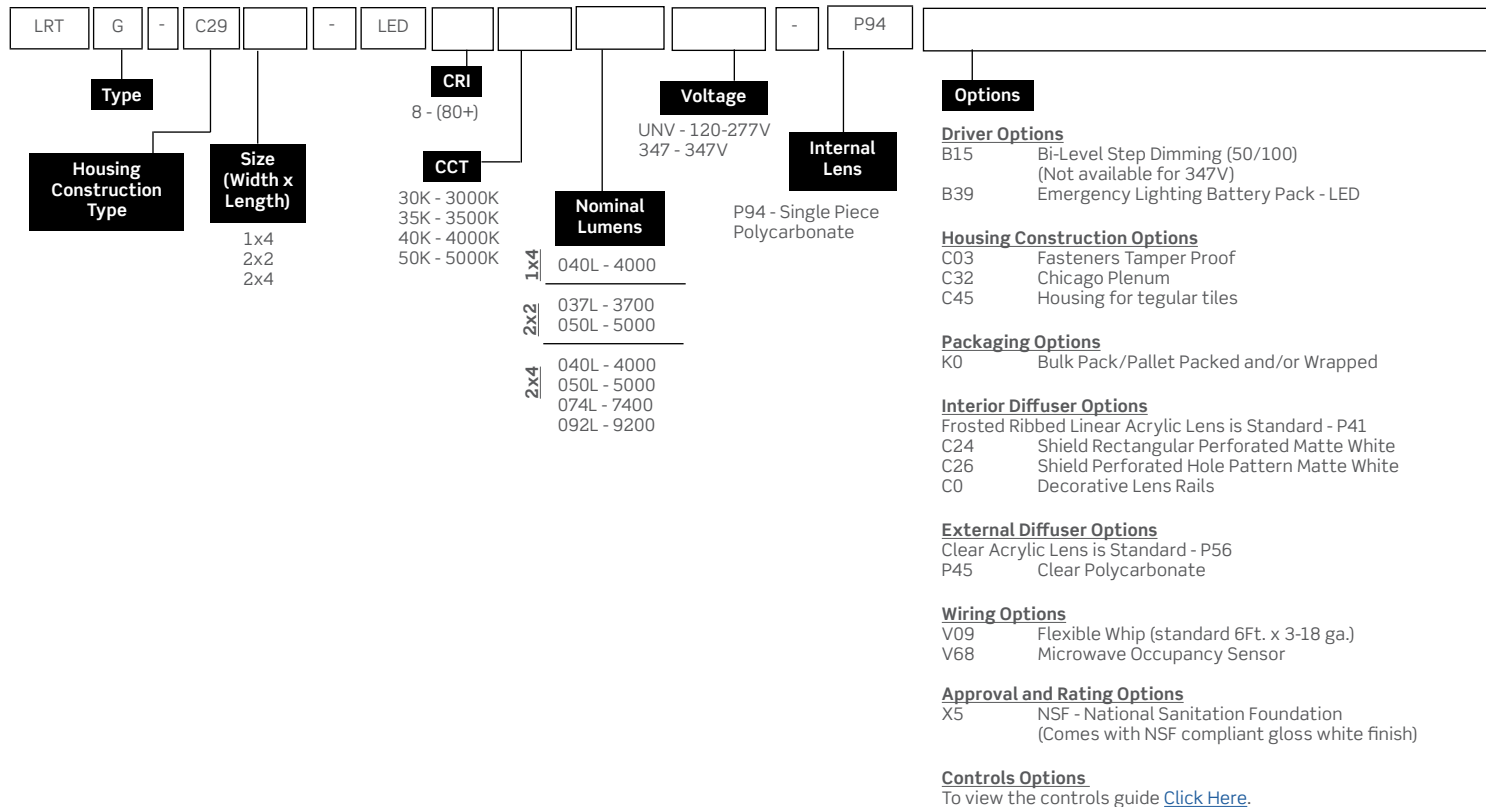 LRT G - C29 - LED - P94
Type
Housing
Construction
Type
Size
(Width x
Length)
1x4
2x2
2x4
CRI
8 - (80+)
CCT
30K - 3000K
35K - 3500K
40K - 4000K
50K - 5000K
Nominal
Lumens
1x4
040L - 4000
2x2
037L - 3700
050L - 5000
2x4
040L - 4000
050L - 5000
074L - 7400
092L - 9200
Voltage
UNV - 120-277V
347 - 347V
Internal
Lens
P94 - Single Piece
Polycarbonate
Options
Driver Options
B15 Bi-Level Step Dimming (50/100)
(Not available for 347V)
B39 Emergency Lighting Battery Pack - LED
Housing Construction Options
C03 Fasteners Tamper Proof
C32 Chicago Plenum
C45 Housing for tegular tiles
Packaging Options
K0 Bulk Pack/Pallet Packed and/or Wrapped
Interior Diffuser Options
Frosted Ribbed Linear Acrylic Lens is Standard - P41
C24 Shield Rectangular Perforated Matte White
C26 Shield Perforated Hole Pattern Matte White
C0 Decorative Lens Rails
External Diffuser Options
Clear Acrylic Lens is Standard - P56
P45 Clear Polycarbonate
Wiring Options
V09 Flexible Whip (standard 6Ft. x 3-18 ga.)
V68 Microwave Occupancy Sensor
Approval and Rating Options
X5 NSF - National Sanitation Foundation
(Comes with NSF compliant gloss white finish)
Controls Options
To view the controls guide Click Here.